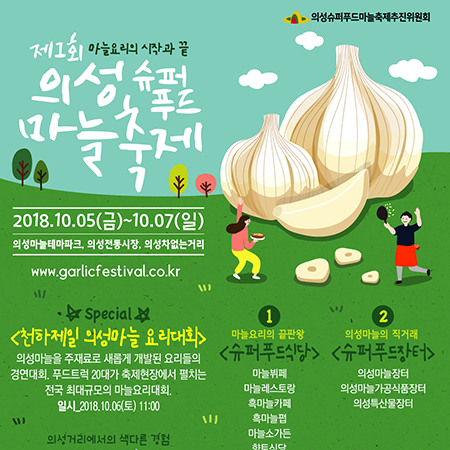 의성슈퍼푸드마늘축제추진위원회
제1회 마늘요리의 시작과 끝
의성 슈퍼푸드
마늘축제
2018.10.05(금)~10.07(일)
의성마늘테마파크, 의성전통시장, 의성차없는거리
www.garlicfestival.co.kr
Special
<천하제일 의성마늘 요리대회>
의성마늘을 주재료로 새롭게 개발된 요리들의
경연대회. 푸드트럭 20대가 축제현장에서 펼치는
전국 최대규모의 마늘요리대회.
일시_2018.10.06(토) 11:00
의성거리에서의 색다른 경험
1
마늘요리의 끝판왕
<슈퍼푸드식당>
마늘뷔페
마늘레스토랑
흑마늘카페
흑마늘펍
마늘소가든
향토식당
2
의성마늘의 직거래
<슈퍼푸드장터>
의성마늘장터
의성마늘가공식품장터
의성특산물장터